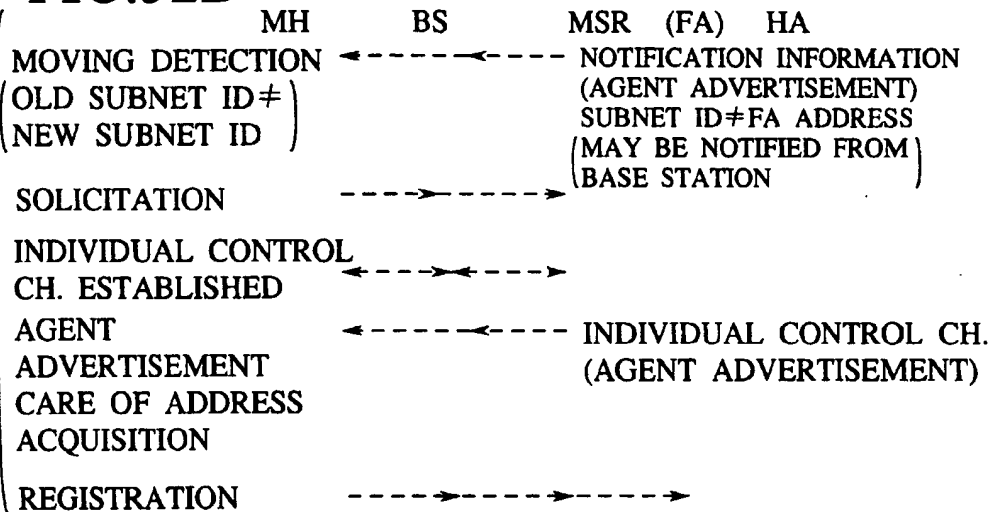 MH BS MSR (FA) HA
MOVING DETECTION NOTIFICATION INFORMATION
(OLD SUBNET ID≠ (AGENT ADVERTISEMENT)
NEW SUBNET ID) SUBNET ID≠FA ADDRESS
(MAY BE NOTIFIED FROM
BASE STATION)
SOLICITATION
INDIVIDUAL CONTROL
CH. ESTABLISHED
AGENT INDIVIDUAL CONTROL CH.
ADVERTISEMENT (AGENT ADVERTISEMENT)
CARE OF ADDRESS
ACQUISITION
REGISTRATION